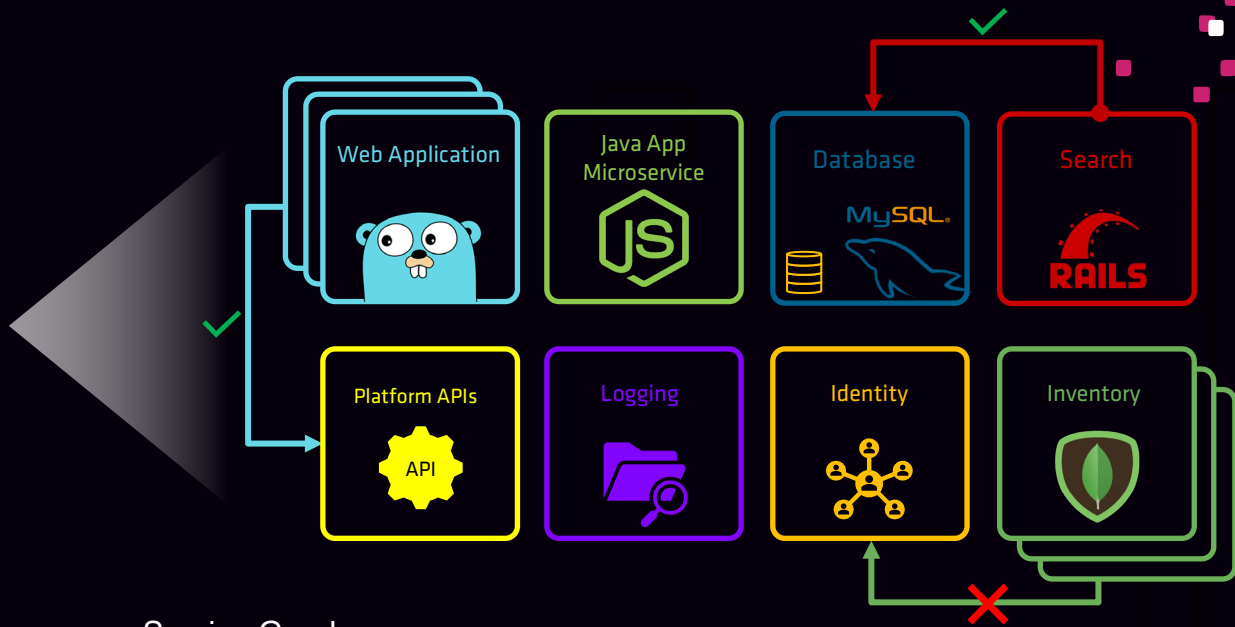 Web Application
Java App
Microservice
JS
Database
MySQL®
Search
RAILS
Platform APIs
API
Logging
Identity
Inventory